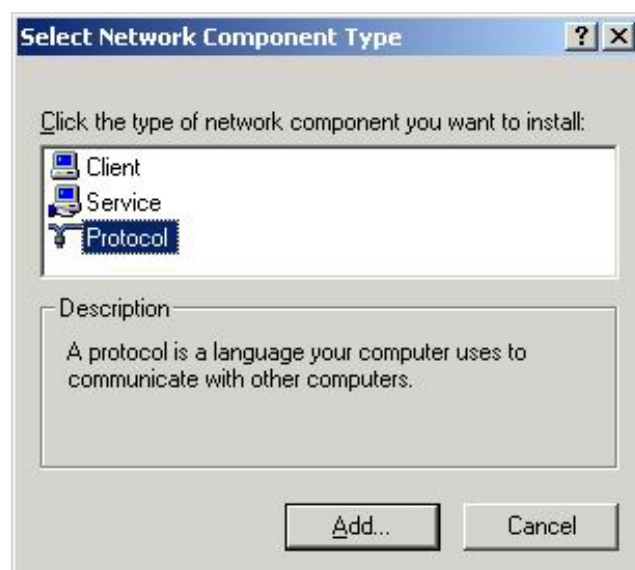 Select Network Component Type
Click the type of network component you want to install:
Client
Service
Protocol
Description
A protocol is a language your computer uses to
communicate with other computers.
Add... Cancel